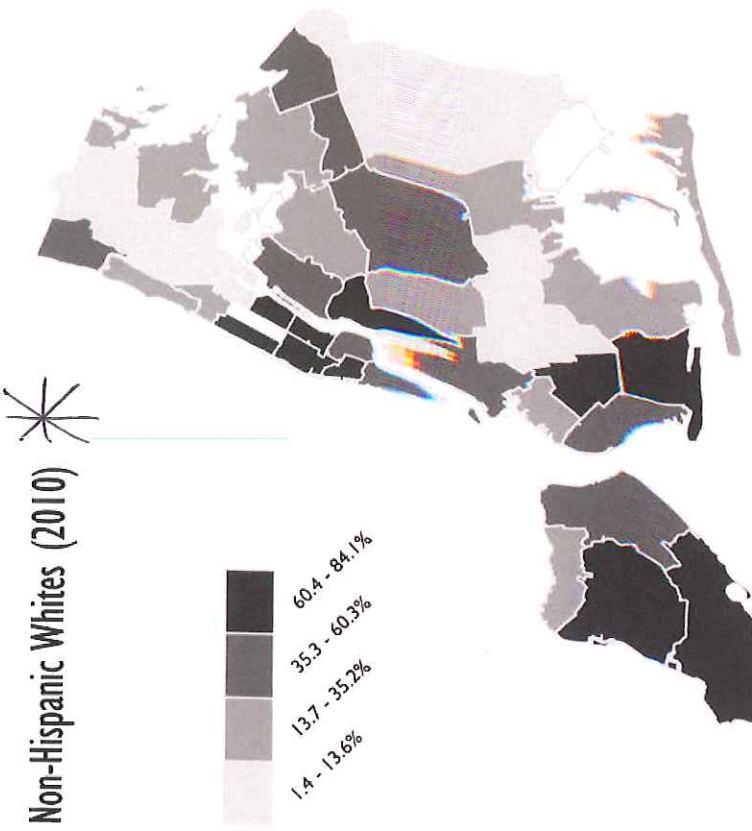 Non-Hispanic Whites (2010)
1.4 - 13.6%
13.7 - 35.2%
35.3 - 60.3%
60.4 - 84.1%